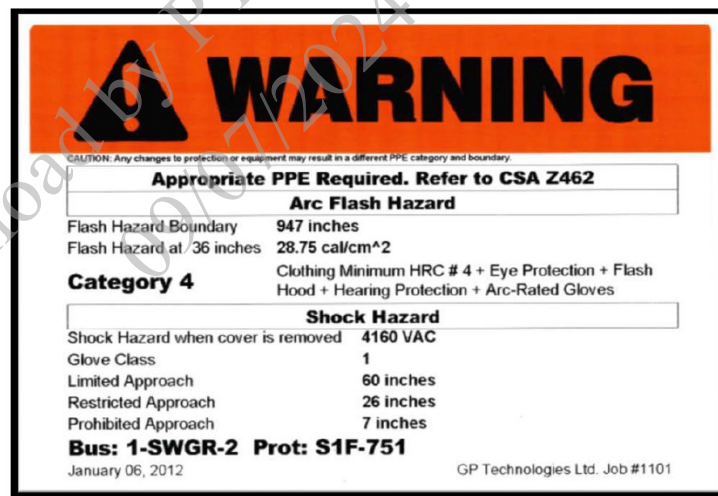 WARNING
CAUTION: Any changes to protection or equipment may result in a different PPE category and boundary.
Appropriate PPE Required. Refer to CSA Z462
Arc Flash Hazard
Flash Hazard Boundary 947 inches
Flash Hazard at 36 inches 28.75 cal/cm^2
Category 4 Clothing Minimum HRC # 4 + Eye Protection + Flash
Hood + Hearing Protection + Arc-Rated Gloves
Shock Hazard
Shock Hazard when cover is removed 4160 VAC
Glove Class 1
Limited Approach 60 inches
Restricted Approach 26 inches
Prohibited Approach 7 inches
Bus: 1-SWGR-2 Prot: S1F-751
January 06, 2012 GP Technologies Ltd. Job #1101
09/07/2024